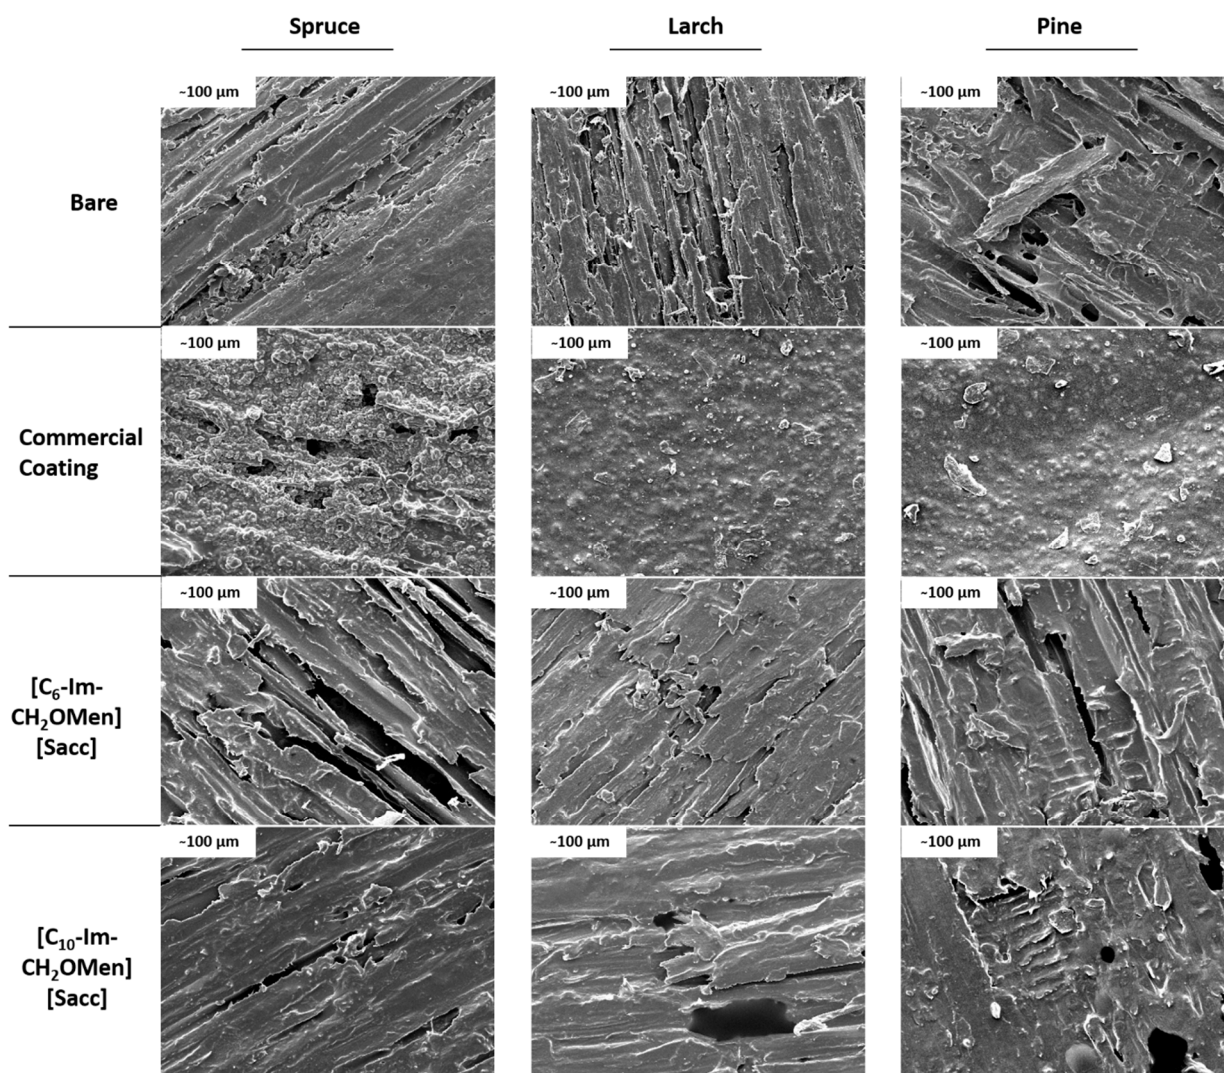 Spruce Larch Pine
~100 µm ~100 µm ~100 µm
Bare
~100 µm ~100 µm ~100 µm
Commercial
Coating
~100 µm ~100 µm ~100 µm
[C₆-Im-
CH₂OMen]
[Sacc]
~100 µm ~100 µm ~100 µm
[C₁₀-Im-
CH₂OMen]
[Sacc]